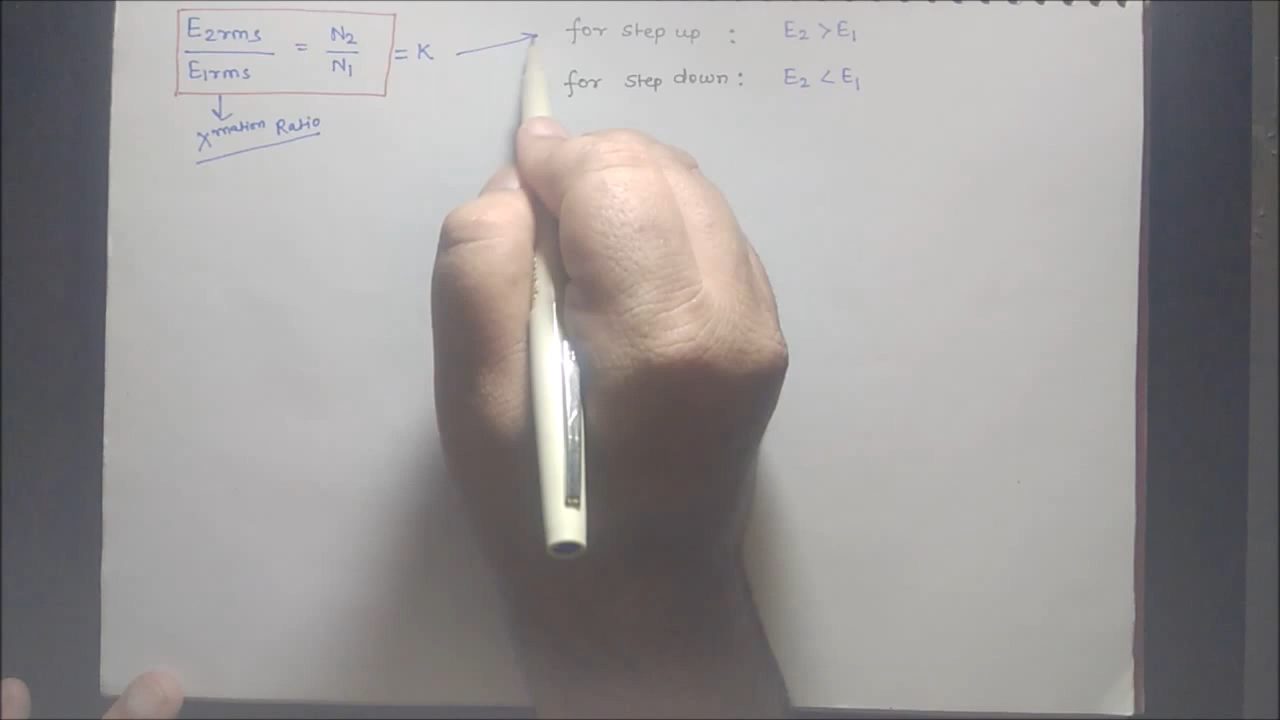 E2rms / E1rms = N2 / N1 = K
for step up : E2 > E1
for step down : E2 < E1
Xmation Ratio